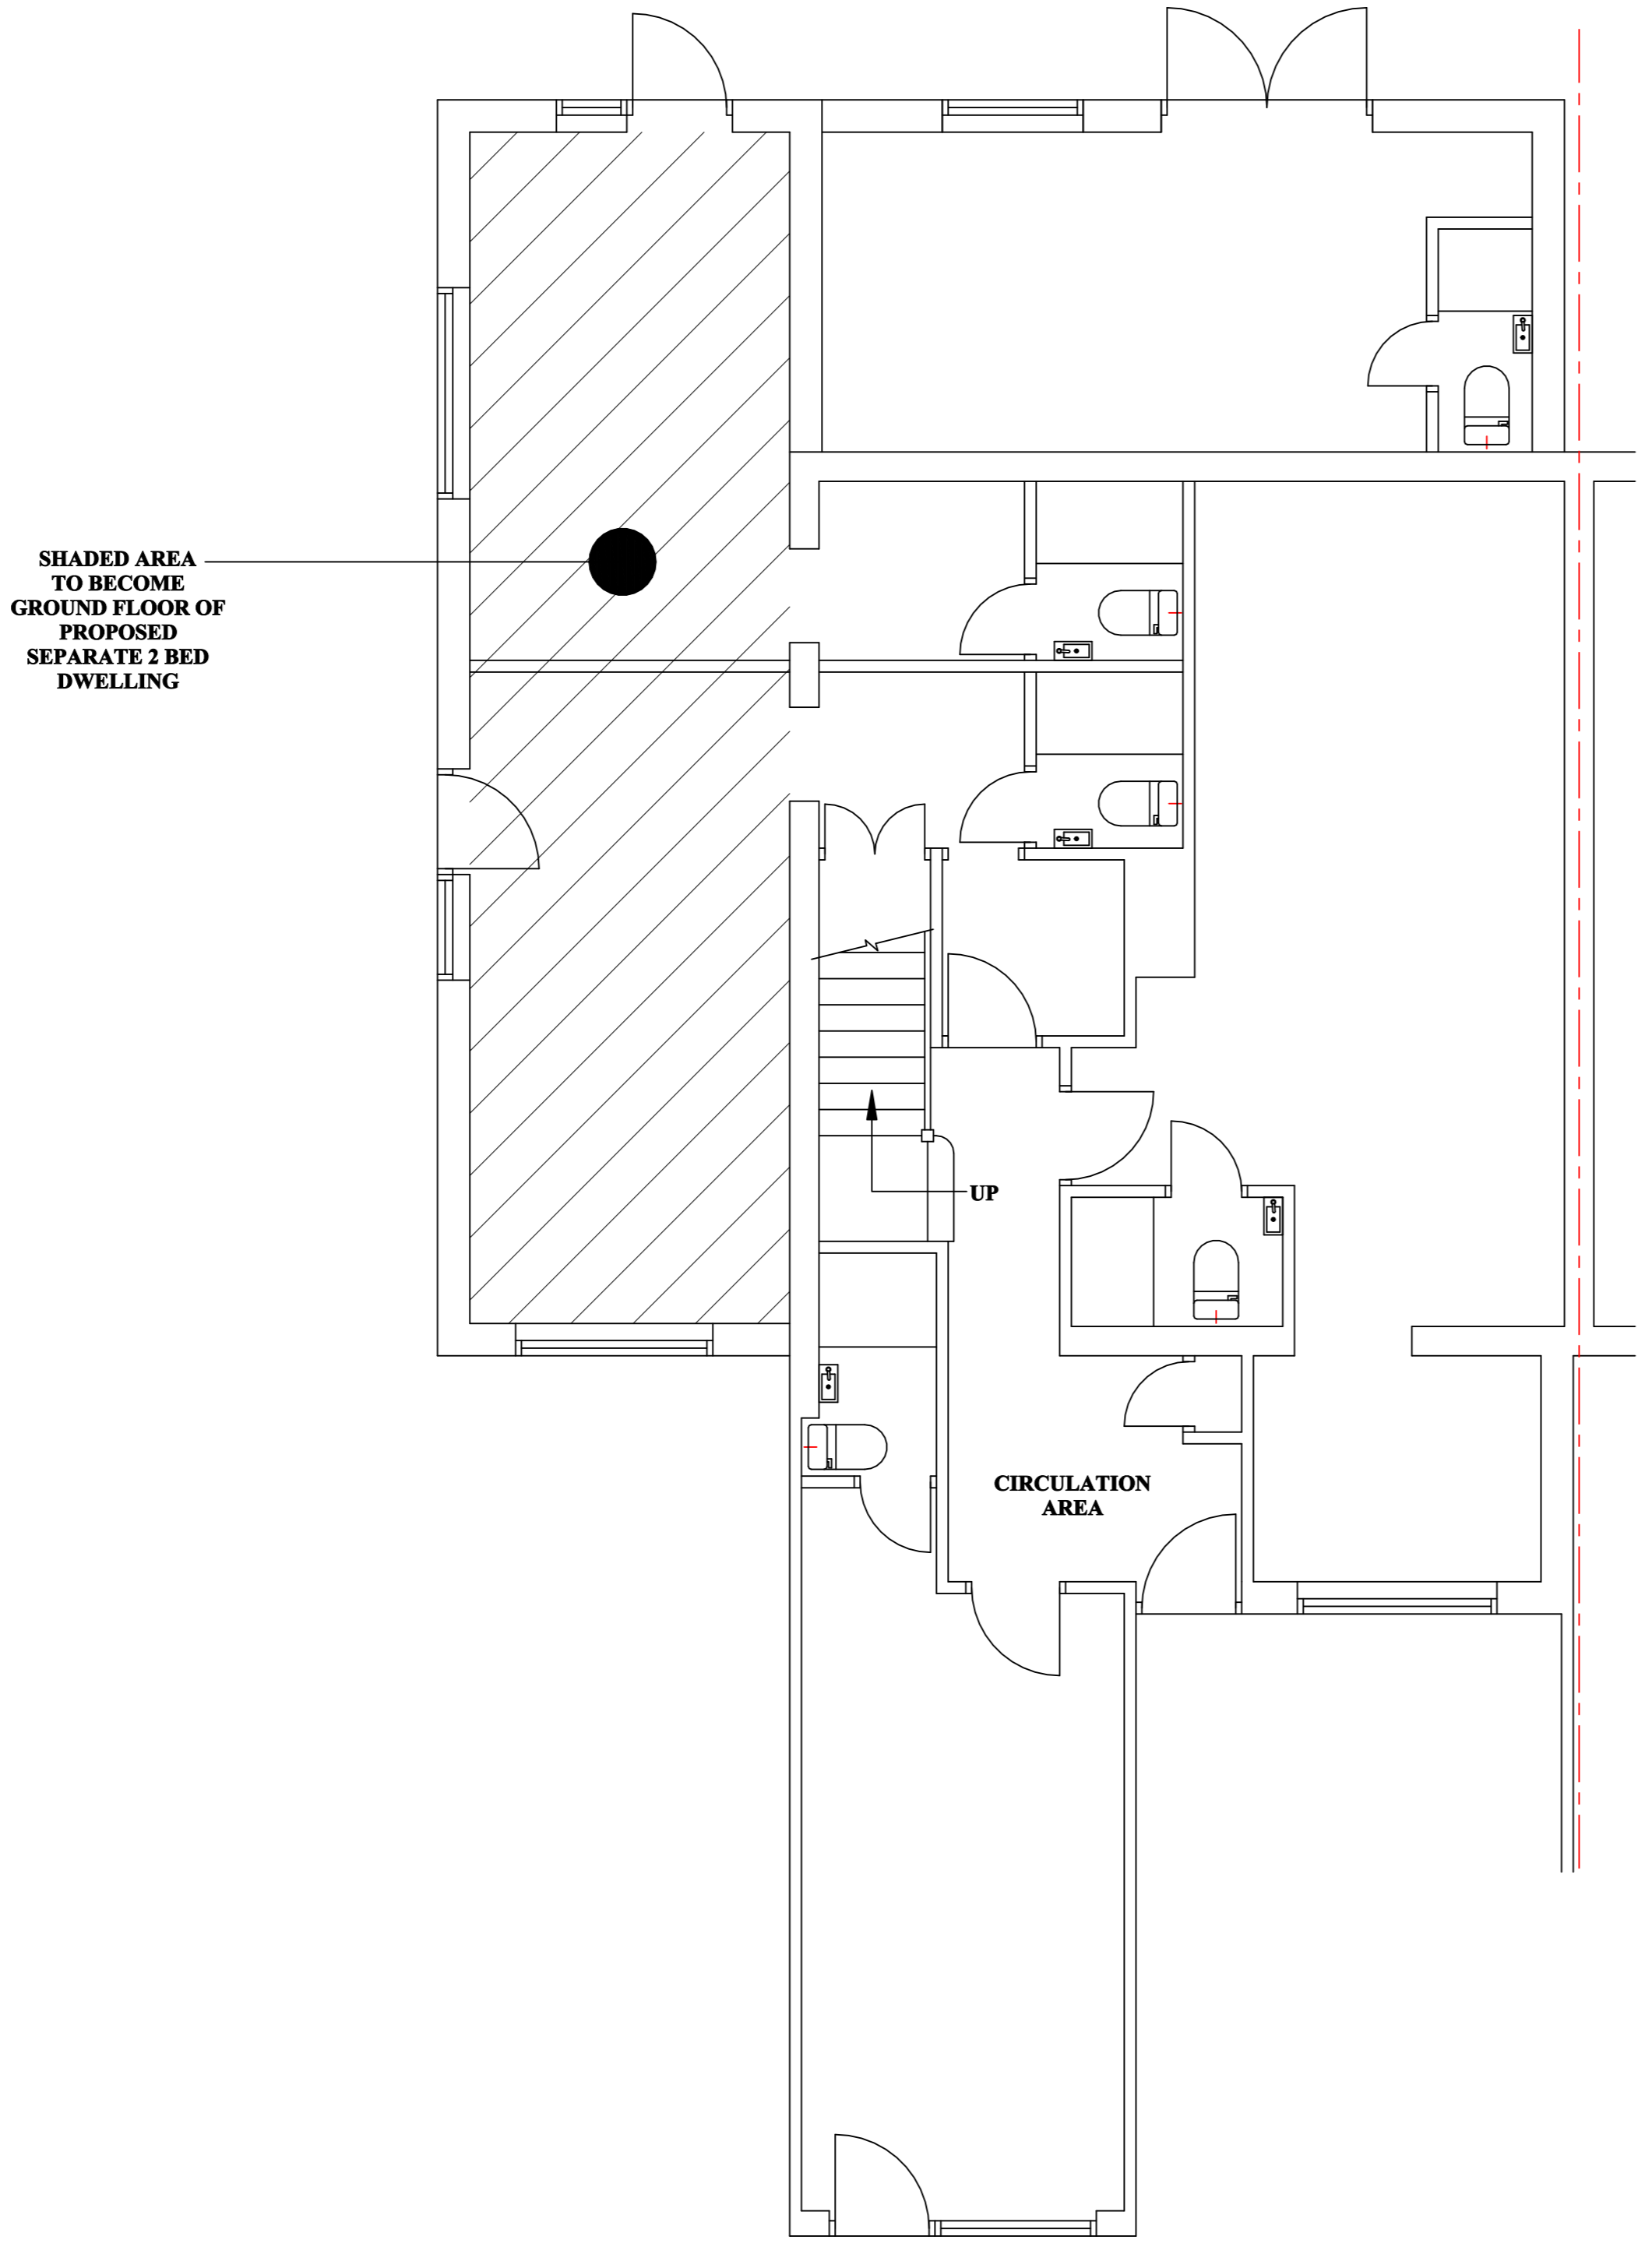 SHADED AREA
TO BECOME
GROUND FLOOR OF
PROPOSED
SEPARATE 2 BED
DWELLING
UP
CIRCULATION
AREA